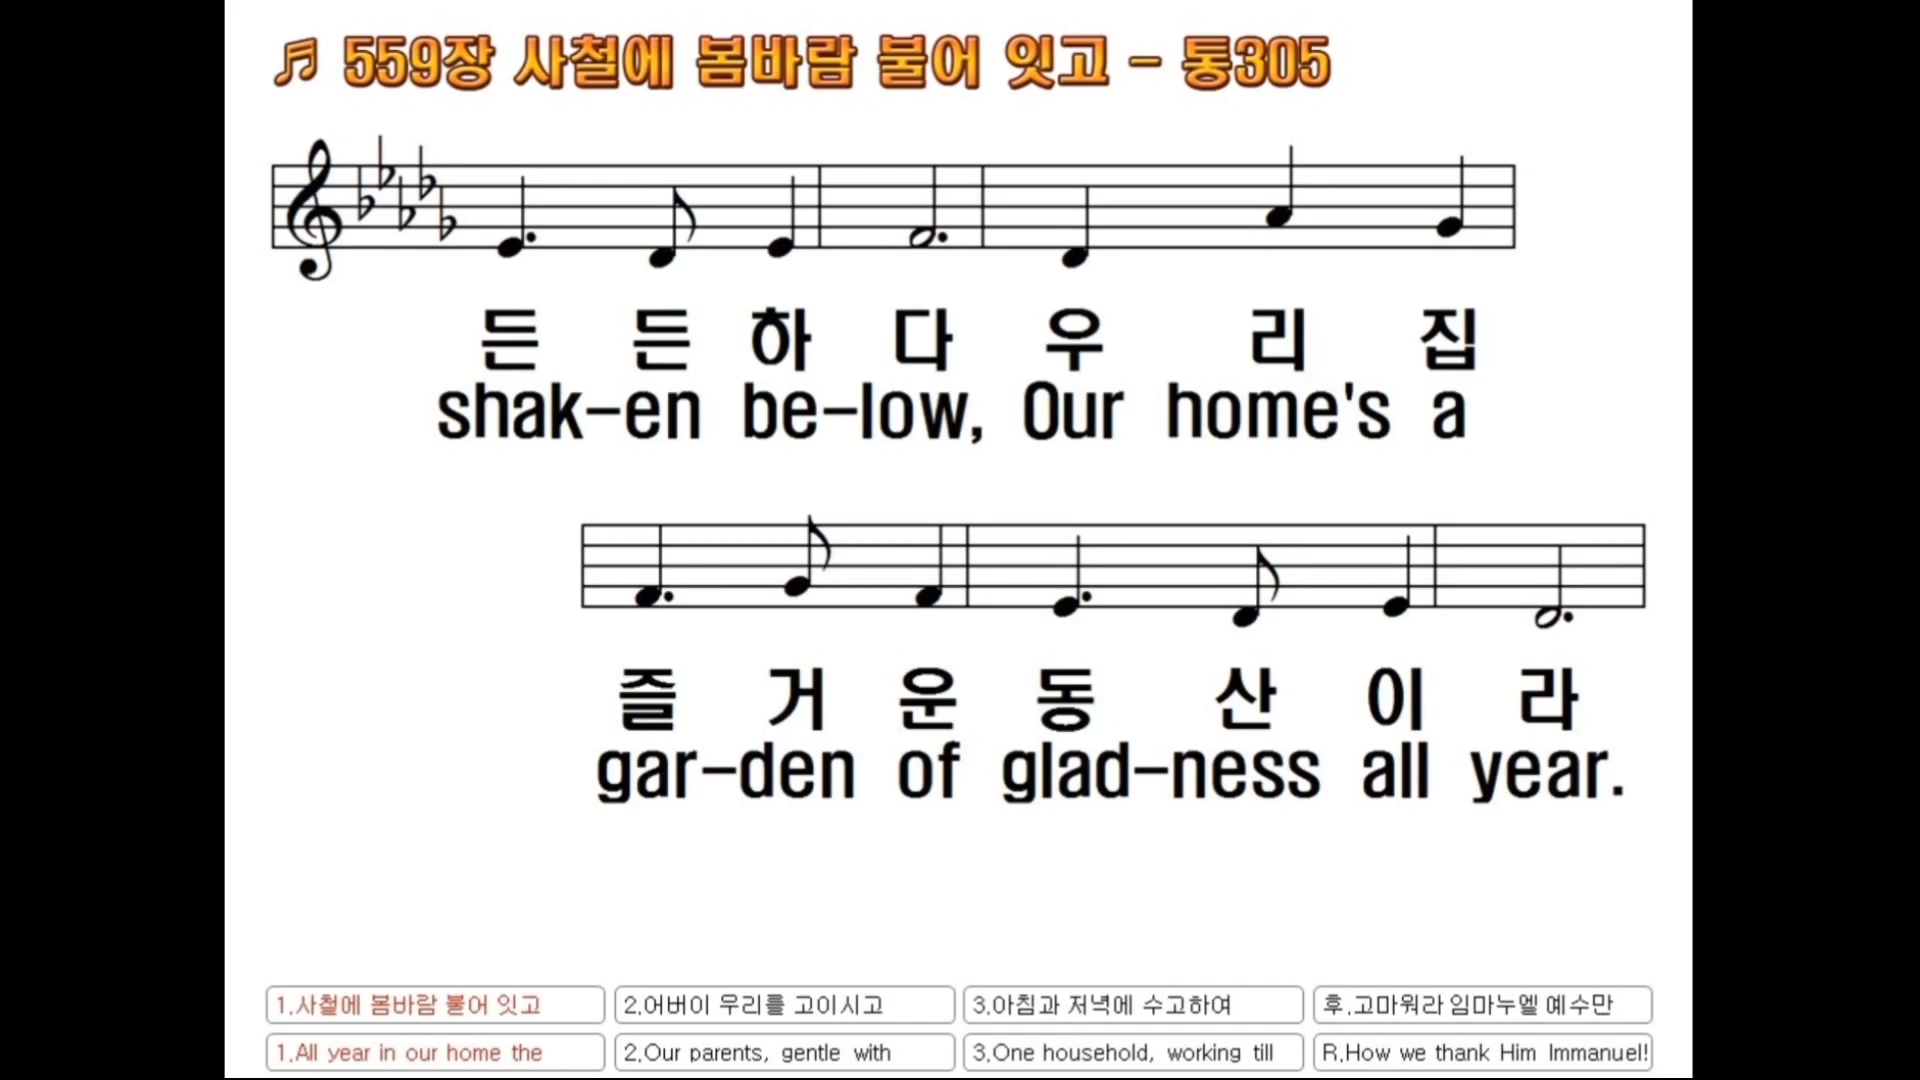 559장 사철에 봄바람 불어 잇고 - 통305
든 든 하 다 우 리 집
shak-en be-low, Our home's a
즐 거 운 동 산 이 라
gar-den of glad-ness all year.
1.사철에 봄바람 불어 잇고 2.어버이 우리를 고이시고 3.아침과 저녁에 수고하여 후.고마워라 임마누엘 예수만
1.All year in our home the 2.Our parents, gentle with 3.One household, working till R.How we thank Him Immanuel!